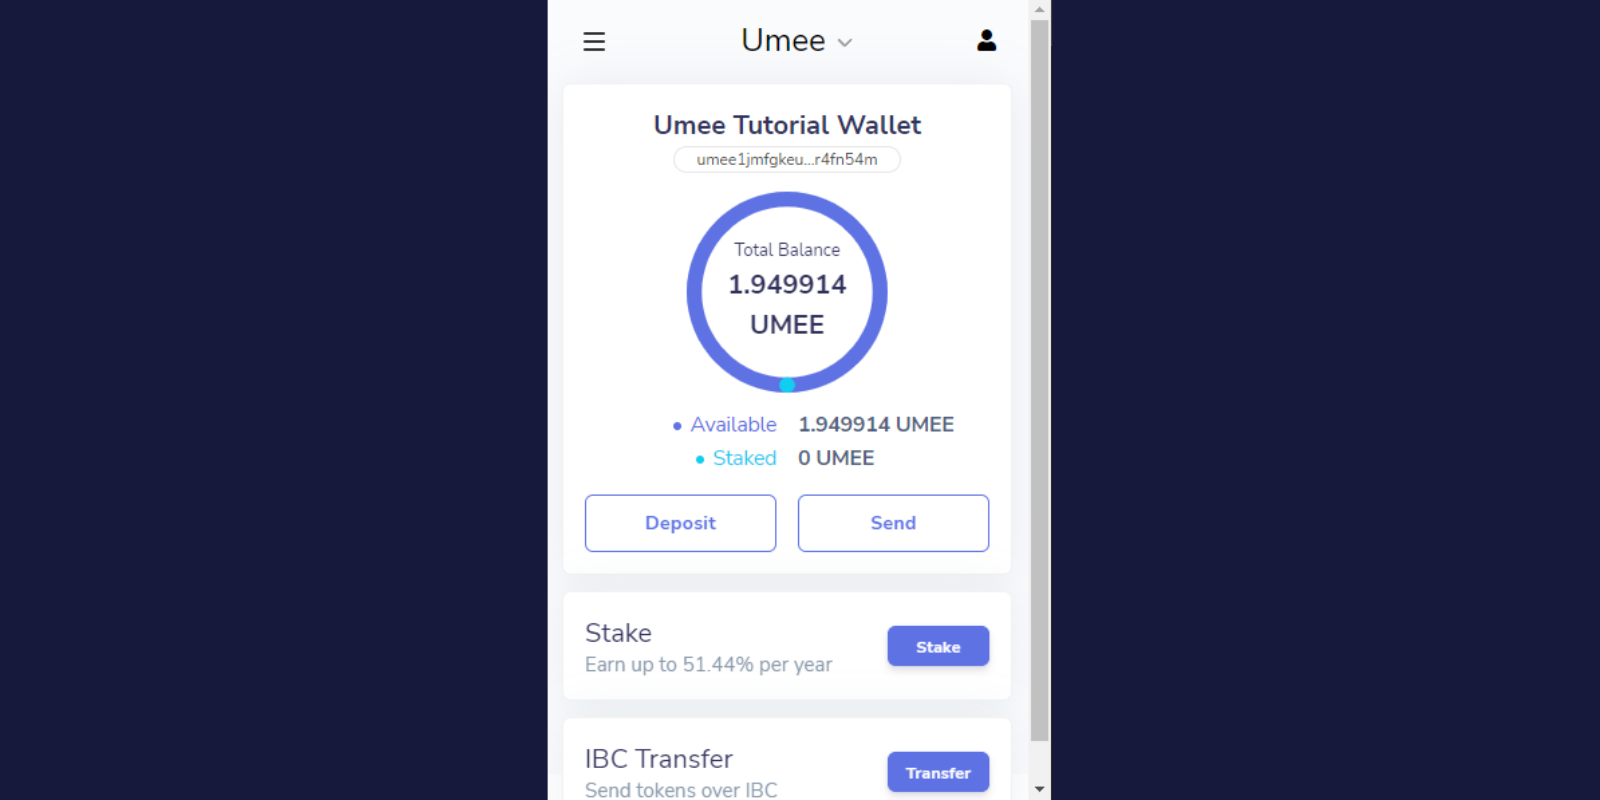 Umee
Umee Tutorial Wallet
umee1jmfgkeu...r4fn54m
Total Balance
1.949914
UMEE
Available 1.949914 UMEE
Staked 0 UMEE
Deposit Send
Stake
Earn up to 51.44% per year
Stake
IBC Transfer
Send tokens over IBC
Transfer